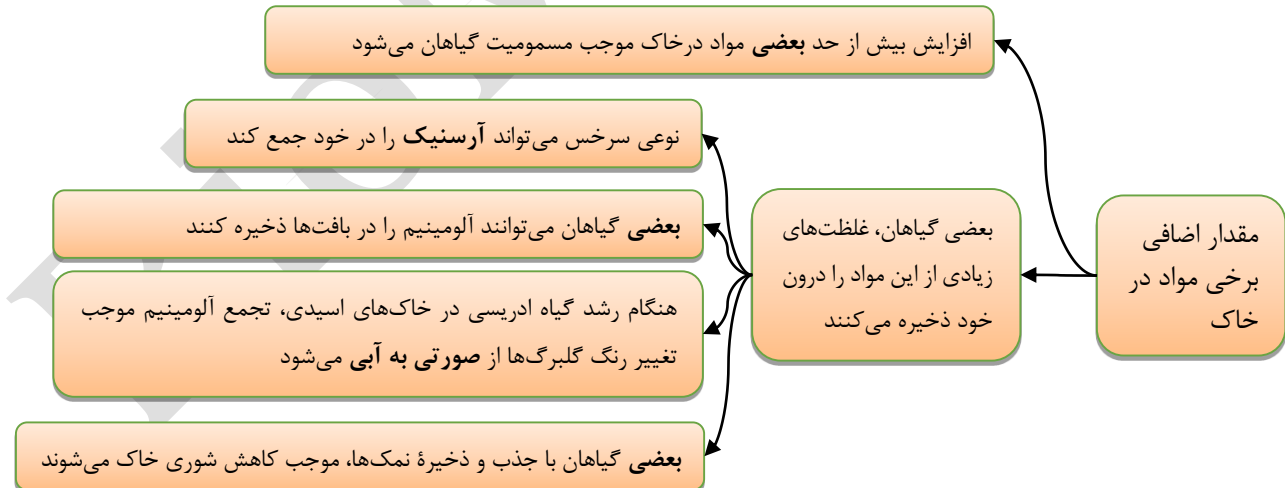 افزایش بیش از حد بعضی مواد درخاک موجب مسمومیت گیاهان می‌شود
نوعی سرخس می‌تواند آرسنیک را در خود جمع کند
مقدار اضافی
برخی مواد در
خاک
بعضی گیاهان، غلظت‌های
زیادی از این مواد را درون
خود ذخیره می‌کنند
بعضی گیاهان می‌توانند آلومینیم را در بافت‌ها ذخیره کنند
هنگام رشد گیاه ادریسی در خاک‌های اسیدی، تجمع آلومینیم موجب
تغییر رنگ گلبرگ‌ها از صورتی به آبی می‌شود
بعضی گیاهان با جذب و ذخیرهٔ نمک‌ها، موجب کاهش شوری خاک می‌شوند